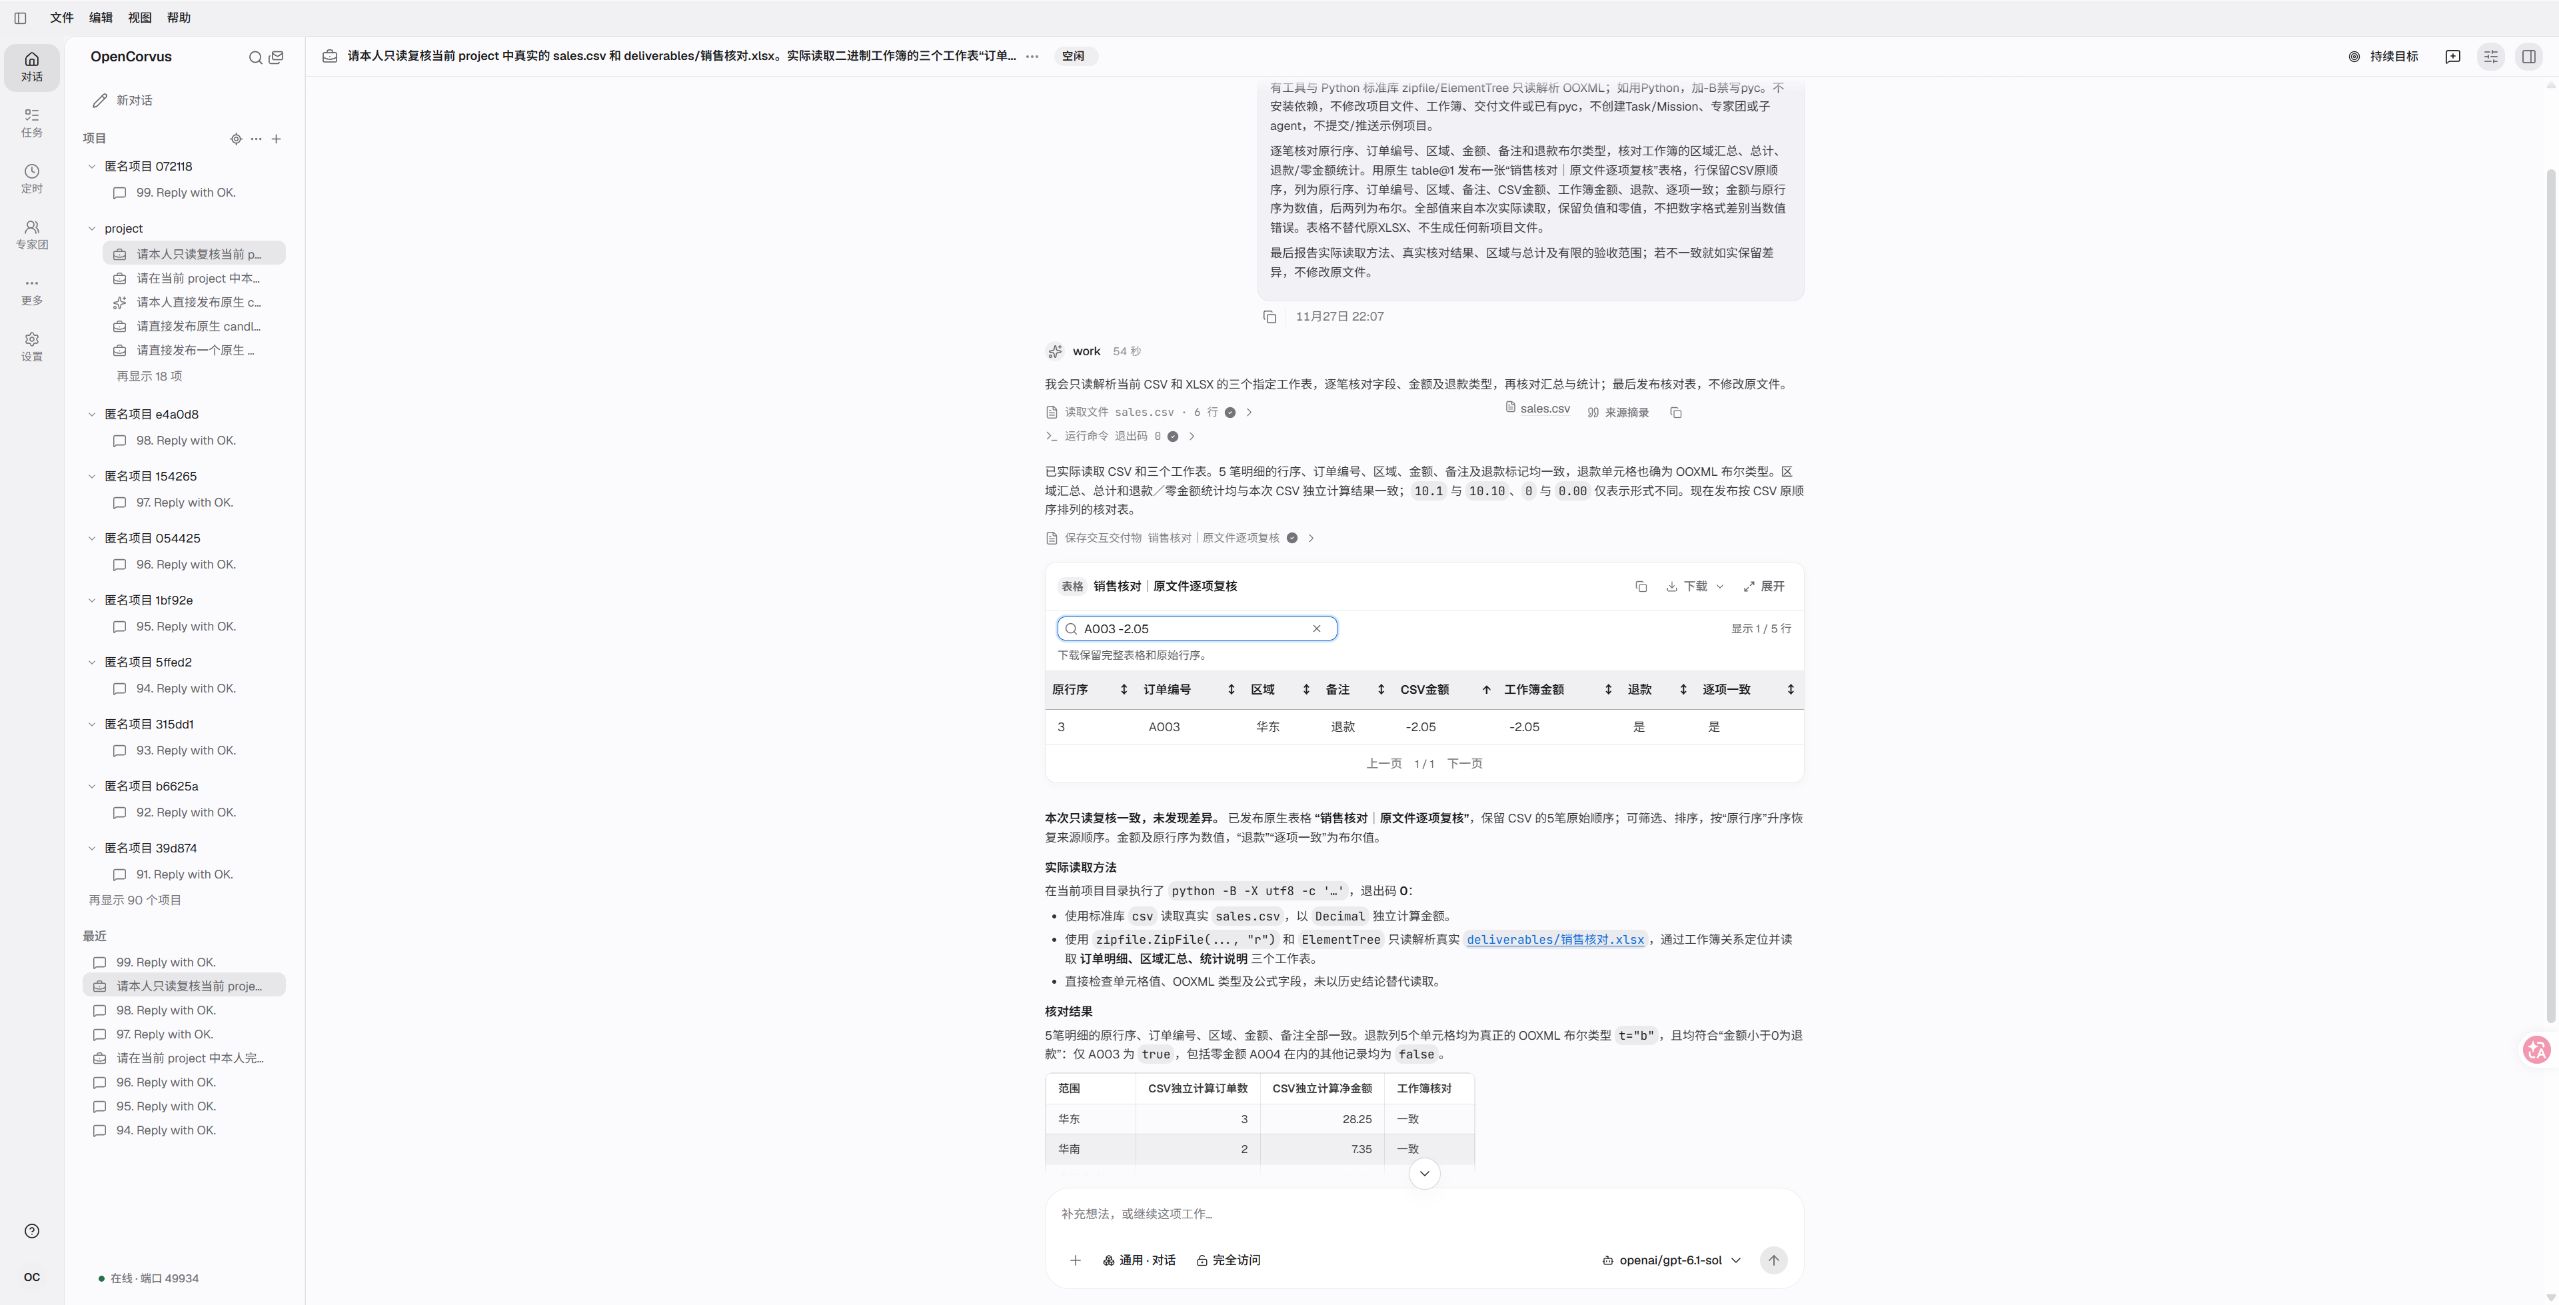 文件 编辑 视图 帮助
对话
任务
定时
专家团
更多
设置
OC
OpenCorvus
新对话
项目
匿名项目 072118
99. Reply with OK.
project
请本人只读复核当前 p...
请在当前 project 中本...
请本人直接发布原生 c...
请直接发布原生 candl...
请直接发布一个原生 ...
再显示 18 项
匿名项目 e4a0d8
98. Reply with OK.
匿名项目 154265
97. Reply with OK.
匿名项目 054425
96. Reply with OK.
匿名项目 1bf92e
95. Reply with OK.
匿名项目 5ffed2
94. Reply with OK.
匿名项目 315dd1
93. Reply with OK.
匿名项目 b6625a
92. Reply with OK.
匿名项目 39d874
91. Reply with OK.
再显示 90 个项目
最近
99. Reply with OK.
请本人只读复核当前 proje...
98. Reply with OK.
97. Reply with OK.
请在当前 project 中本人完...
96. Reply with OK.
95. Reply with OK.
94. Reply with OK.
在线 · 端口 49934
请本人只读复核当前 project 中真实的 sales.csv 和 deliverables/销售核对.xlsx。实际读取二进制工作簿的三个工作表“订单... 空闲 持续目标
有工具与 Python 标准库 zipfile/ElementTree 只读解析 OOXML；如用Python，加-B禁写pyc。不
安装依赖，不修改项目文件、工作簿、交付文件或已有pyc，不创建Task/Mission、专家团或子
agent，不提交/推送示例项目。
逐笔核对原行序、订单编号、区域、金额、备注和退款布尔类型，核对工作簿的区域汇总、总计、
退款/零金额统计。用原生 table@1 发布一张“销售核对｜原文件逐项复核”表格，行保留CSV原顺
序，列为原行序、订单编号、区域、备注、CSV金额、工作簿金额、退款、逐项一致；金额与原行
序为数值，后两列为布尔。全部值来自本次实际读取，保留负值和零值，不把数字格式差别当数值
错误。表格不替代原XLSX、不生成任何新项目文件。
最后报告实际读取方法、真实核对结果、区域与总计及有限的验收范围；若不一致就如实保留差
异，不修改原文件。
11月27日 22:07
work 54 秒
我会只读解析当前 CSV 和 XLSX 的三个指定工作表，逐笔核对字段、金额及退款类型，再核对汇总与统计；最后发布核对表，不修改原文件。
读取文件 sales.csv · 6 行 sales.csv 来源摘录
运行命令 退出码 0
已实际读取 CSV 和三个工作表。5 笔明细的行序、订单编号、区域、金额、备注及退款标记均一致，退款单元格也确为 OOXML 布尔类型。区
域汇总、总计和退款／零金额统计均与本次 CSV 独立计算结果一致；10.1 与 10.10、0 与 0.00 仅表示形式不同。现在发布按 CSV 原顺
序排列的核对表。
保存交互交付物 销售核对｜原文件逐项复核
表格 销售核对｜原文件逐项复核 下载 展开
A003 -2.05 显示 1 / 5 行
下载保留完整表格和原始行序。
原行序 订单编号 区域 备注 CSV金额 工作簿金额 退款 逐项一致
3 A003 华东 退款 -2.05 -2.05 是 是
上一页 1 / 1 下一页
本次只读复核一致，未发现差异。 已发布原生表格 “销售核对｜原文件逐项复核”，保留 CSV 的5笔原始顺序；可筛选、排序，按“原行序”升序恢
复来源顺序。金额及原行序为数值，“退款”“逐项一致”为布尔值。
实际读取方法
在当前项目目录执行了 python -B -X utf8 -c '…'，退出码 0：
• 使用标准库 csv 读取真实 sales.csv，以 Decimal 独立计算金额。
• 使用 zipfile.ZipFile(..., "r") 和 ElementTree 只读解析真实 deliverables/销售核对.xlsx，通过工作簿关系定位并读
取 订单明细、区域汇总、统计说明 三个工作表。
• 直接检查单元格值、OOXML 类型及公式字段，未以历史结论替代读取。
核对结果
5笔明细的原行序、订单编号、区域、金额、备注全部一致。退款列5个单元格均为真正的 OOXML 布尔类型 t="b"，且均符合“金额小于0为退
款”：仅 A003 为 true，包括零金额 A004 在内的其他记录均为 false。
范围 CSV独立计算订单数 CSV独立计算净金额 工作簿核对
华东 3 28.25 一致
华南 2 7.35 一致
补充想法，或继续这项工作...
通用 · 对话 完全访问 openai/gpt-6.1-sol